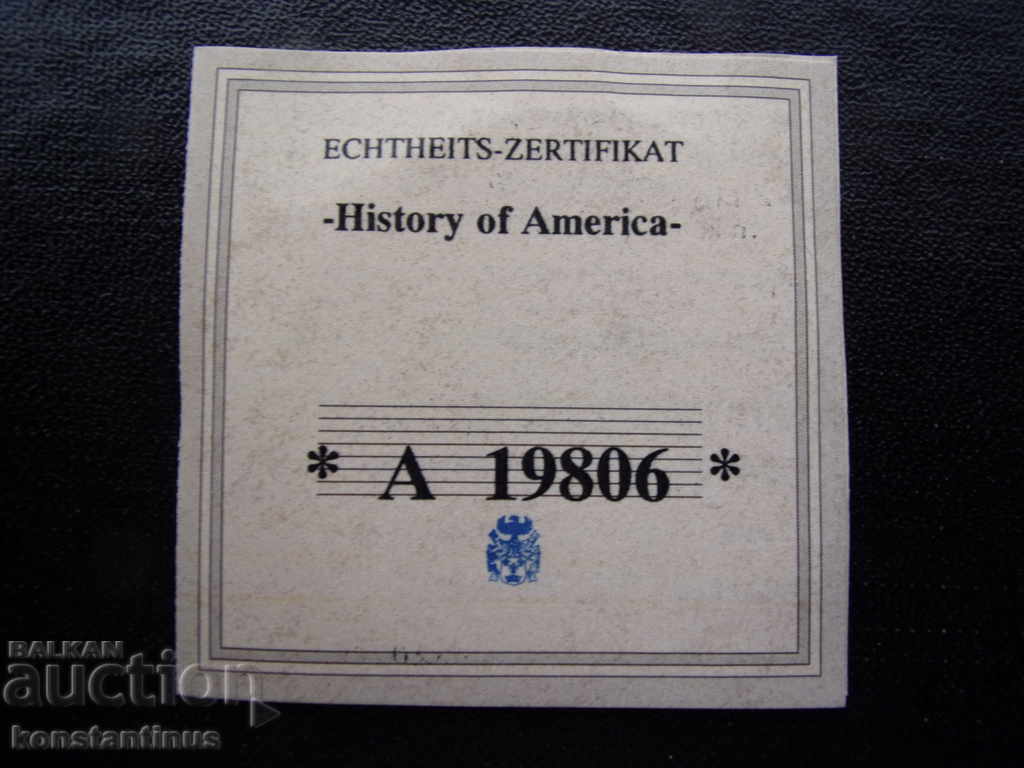 ECHTHEITS-ZERTIFIKAT
-History of America-
* A 19806 *
BALKAN
auction
konstantinus